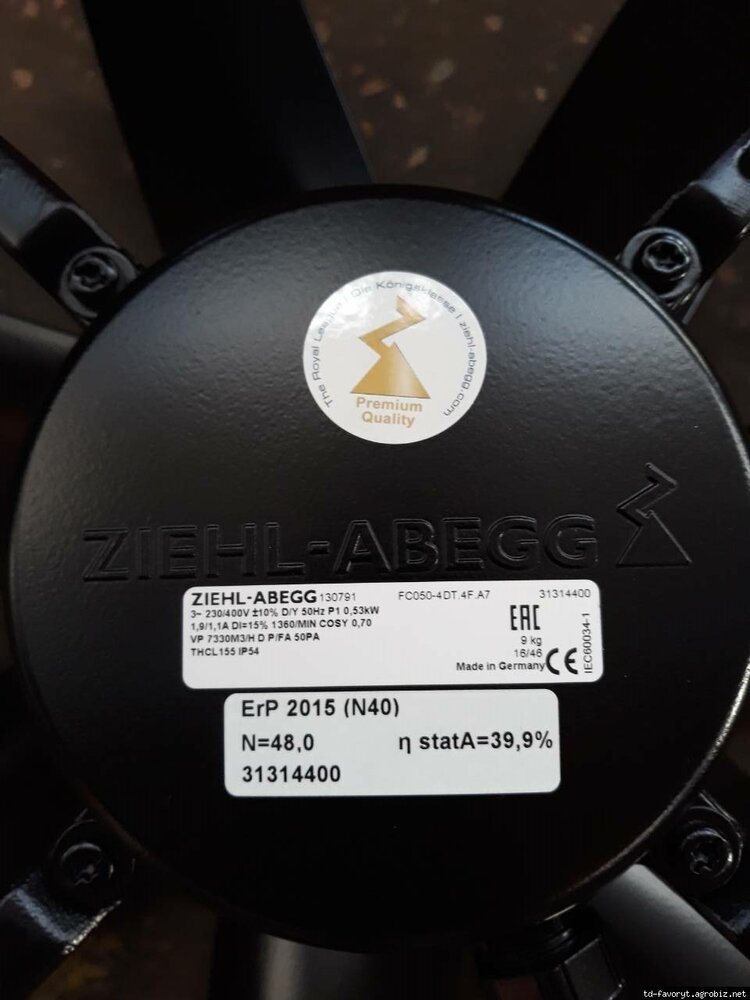 The Royal League | Die Königsklasse | ziehl-abegg.com
Premium
Quality
ZIEHL-ABEGG
ZIEHL-ABEGG 130791 FC050-4DT.4F.A7 31314400
3~ 230/400V ±10% D/Y 50Hz P1 0,53kW
1,9/1,1A DI=15% 1360/MIN COSY 0,70
VP 7330M3/H D P/FA 50PA
THCL155 IP54
EAC
9 kg
16/46
Made in Germany CE
IEC60034-1
ErP 2015 (N40)
N=48,0 η statA=39,9%
31314400
td-favoryt.agrobiz.net